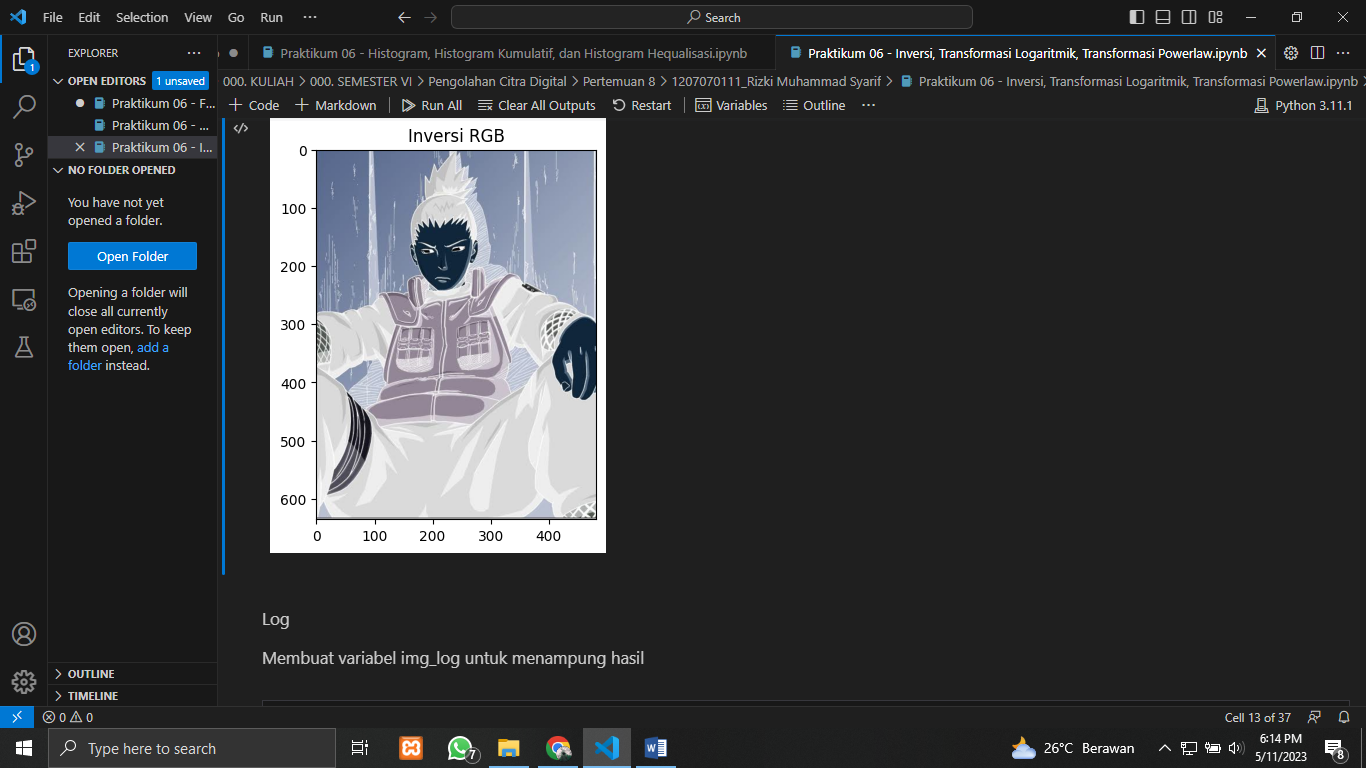 File Edit Selection View Go Run ··· Search
EXPLORER ···
OPEN EDITORS 1 unsaved
Praktikum 06 - F...
Praktikum 06 - ...
Praktikum 06 - I...
NO FOLDER OPENED
You have not yet
opened a folder.
Open Folder
Opening a folder will
close all currently
open editors. To keep
them open, add a
folder instead.
OUTLINE
TIMELINE
Praktikum 06 - Histogram, Histogram Kumulatif, dan Histogram Hequalisasi.ipynb
Praktikum 06 - Inversi, Transformasi Logaritmik, Transformasi Powerlaw.ipynb
000. KULIAH > 000. SEMESTER VI > Pengolahan Citra Digital > Pertemuan 8 > 1207070111_Rizki Muhammad Syarif > Praktikum 06 - Inversi, Transformasi Logaritmik, Transformasi Powerlaw.ipynb >
Code Markdown Run All Clear All Outputs Restart Variables Outline ··· Python 3.11.1
Inversi RGB
0
100
200
300
400
500
600
0 100 200 300 400
Log
Membuat variabel img_log untuk menampung hasil
0 0 Cell 13 of 37
1
Type here to search 7 26°C Berawan 6:14 PM
5/11/2023 8